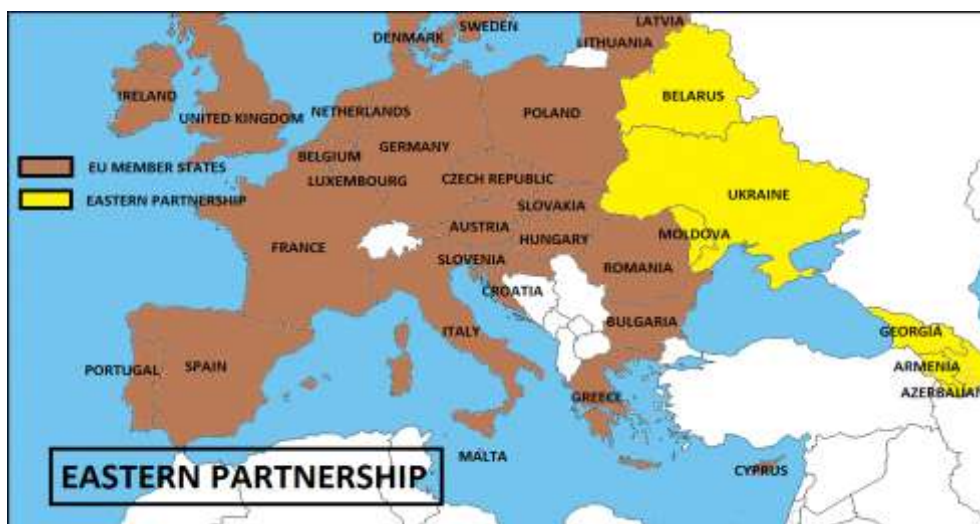 LATVIA
SWEDEN
DENMARK
LITHUANIA
IRELAND
BELARUS
NETHERLANDS
POLAND
UNITED KINGDOM
GERMANY
BELGIUM
EU MEMBER STATES
LUXEMBOURG
CZECH REPUBLIC
EASTERN PARTNERSHIP
UKRAINE
SLOVAKIA
AUSTRIA
MOLDOVA
FRANCE
HUNGARY
SLOVENIA
ROMANIA
CROATIA
BULGARIA
ITALY
GEORGIA
PORTUGAL
SPAIN
ARMENIA
AZERBAIJAN
GREECE
MALTA
CYPRUS
EASTERN PARTNERSHIP